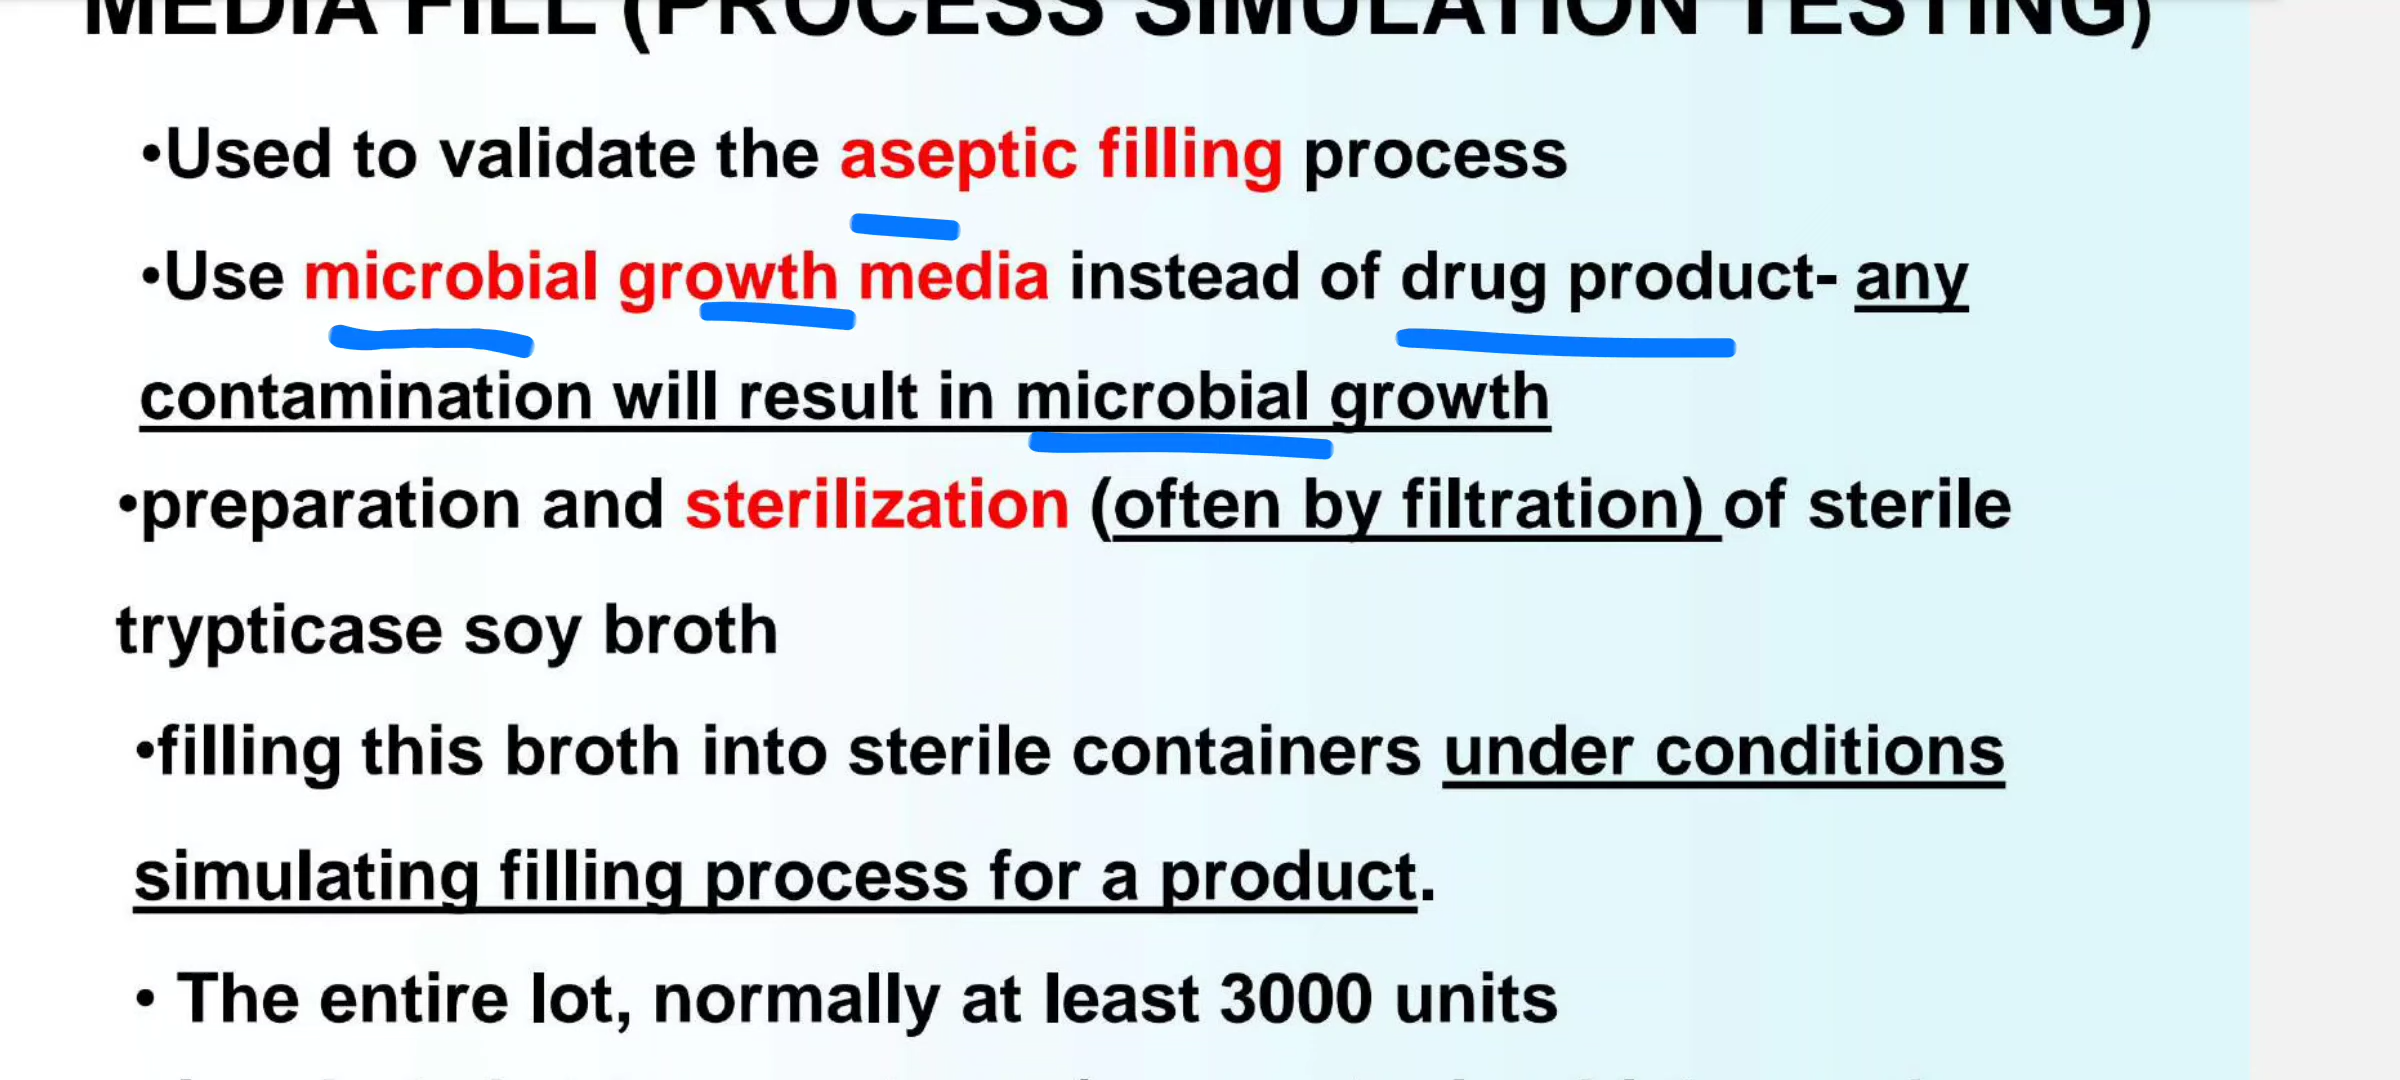 MEDIA FILL (PROCESS SIMULATION TESTING)
•Used to validate the aseptic filling process
•Use microbial growth media instead of drug product- any
contamination will result in microbial growth
•preparation and sterilization (often by filtration) of sterile
trypticase soy broth
•filling this broth into sterile containers under conditions
simulating filling process for a product.
• The entire lot, normally at least 3000 units